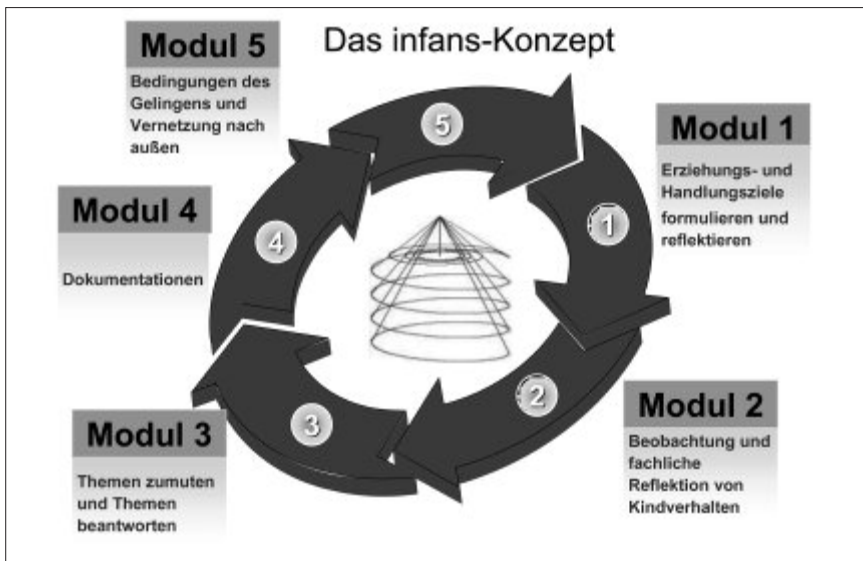 Das infans-Konzept
Modul 1
Erziehungs- und
Handlungsziele
formulieren und
reflektieren
Modul 2
Beobachtung und
fachliche
Reflektion von
Kindverhalten
Modul 3
Themen zumuten
und Themen
beantworten
Modul 4
Dokumentationen
Modul 5
Bedingungen des
Gelingens und
Vernetzung nach
außen
1
2
3
4
5